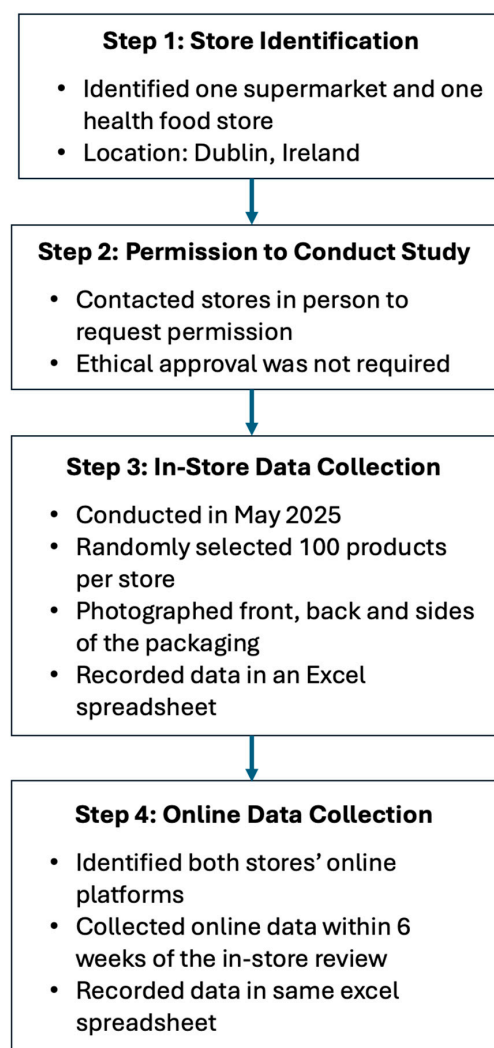 Step 1: Store Identification
• Identified one supermarket and one
health food store
• Location: Dublin, Ireland
Step 2: Permission to Conduct Study
• Contacted stores in person to
request permission
• Ethical approval was not required
Step 3: In-Store Data Collection
• Conducted in May 2025
• Randomly selected 100 products
per store
• Photographed front, back and sides
of the packaging
• Recorded data in an Excel
spreadsheet
Step 4: Online Data Collection
• Identified both stores’ online
platforms
• Collected online data within 6
weeks of the in-store review
• Recorded data in same excel
spreadsheet